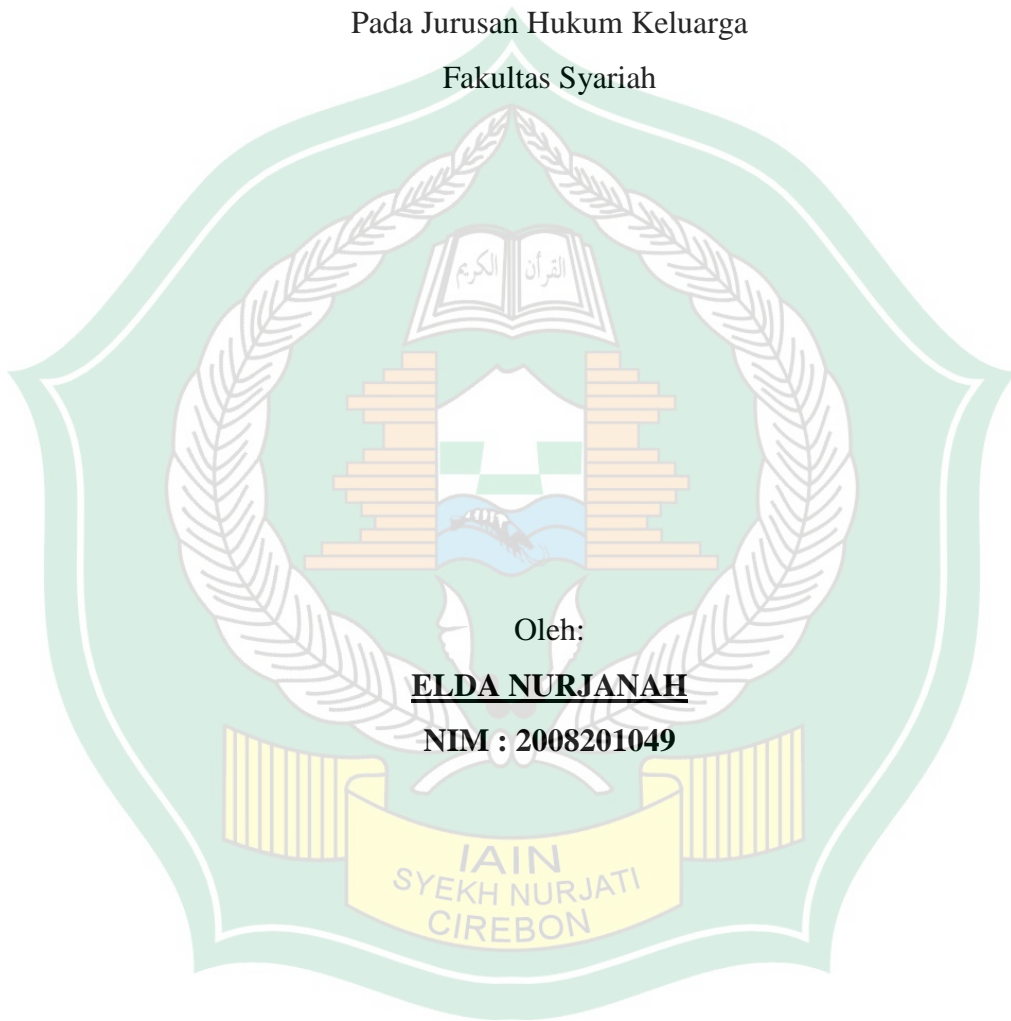 Pada Jurusan Hukum Keluarga
Fakultas Syariah
القرآن الكريم
Oleh:
ELDA NURJANAH
NIM : 2008201049
IAIN
SYEKH NURJATI
CIREBON